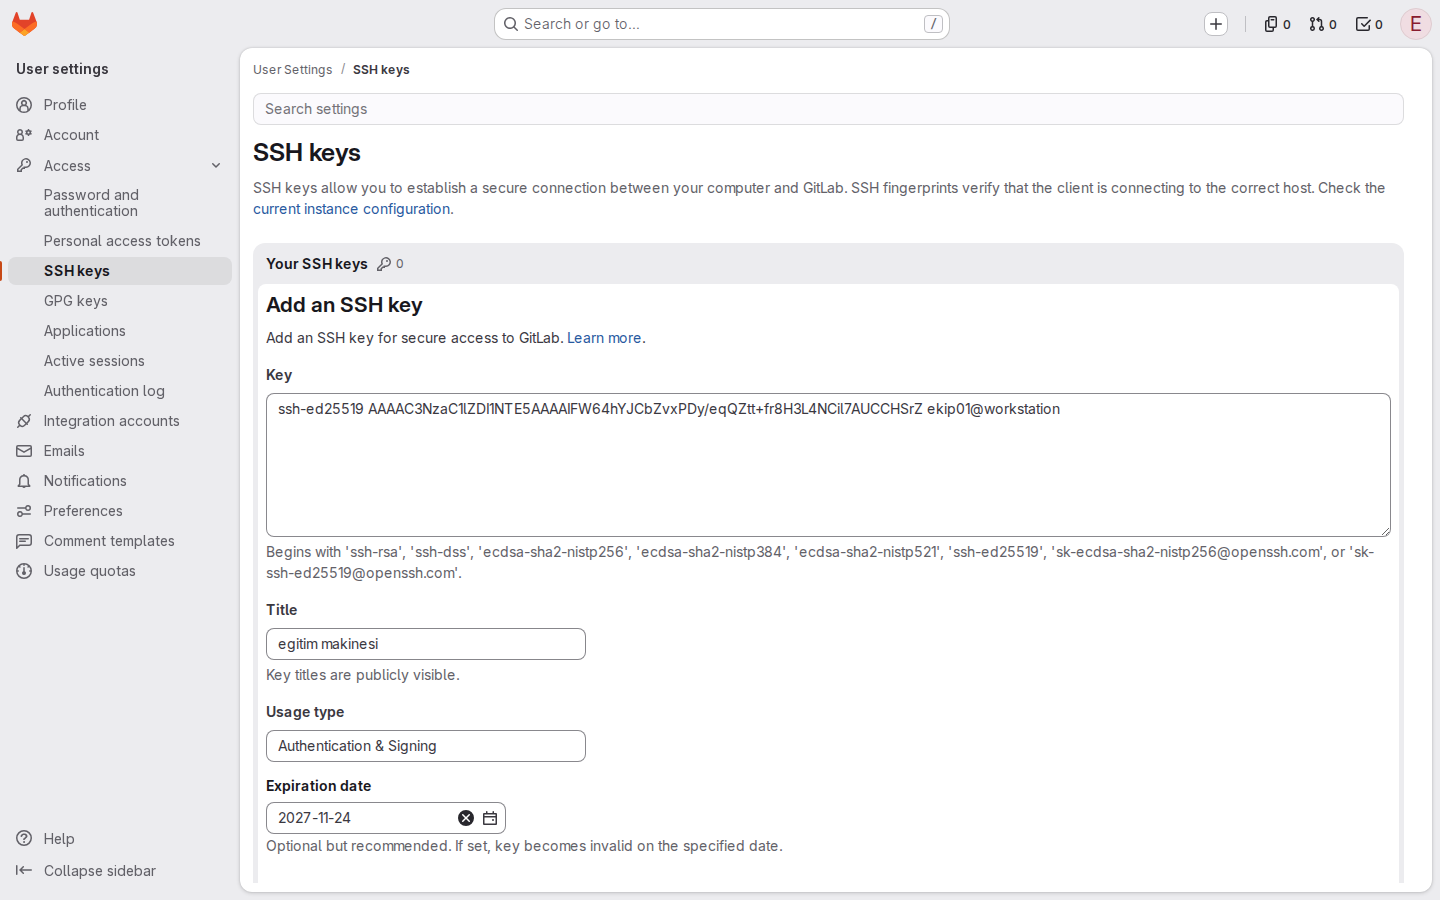 Search or go to...
/
0
0
0
E
User settings
Profile
Account
Access
Password and
authentication
Personal access tokens
SSH keys
GPG keys
Applications
Active sessions
Authentication log
Integration accounts
Emails
Notifications
Preferences
Comment templates
Usage quotas
Help
Collapse sidebar
User Settings / SSH keys
Search settings
SSH keys
SSH keys allow you to establish a secure connection between your computer and GitLab. SSH fingerprints verify that the client is connecting to the correct host. Check the
current instance configuration.
Your SSH keys 0
Add an SSH key
Add an SSH key for secure access to GitLab. Learn more.
Key
ssh-ed25519 AAAAC3NzaC1lZDI1NTE5AAAAIFW64hYJCbZvxPDy/eqQZtt+fr8H3L4NCil7AUCCHSrZ ekip01@workstation
Begins with 'ssh-rsa', 'ssh-dss', 'ecdsa-sha2-nistp256', 'ecdsa-sha2-nistp384', 'ecdsa-sha2-nistp521', 'ssh-ed25519', 'sk-ecdsa-sha2-nistp256@openssh.com', or 'sk-
ssh-ed25519@openssh.com'.
Title
egitim makinesi
Key titles are publicly visible.
Usage type
Authentication & Signing
Expiration date
2027-11-24
Optional but recommended. If set, key becomes invalid on the specified date.